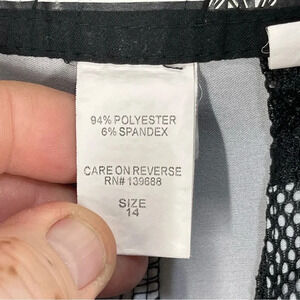 94% POLYESTER
6% SPANDEX
CARE ON REVERSE
RN# 139688
SIZE
14